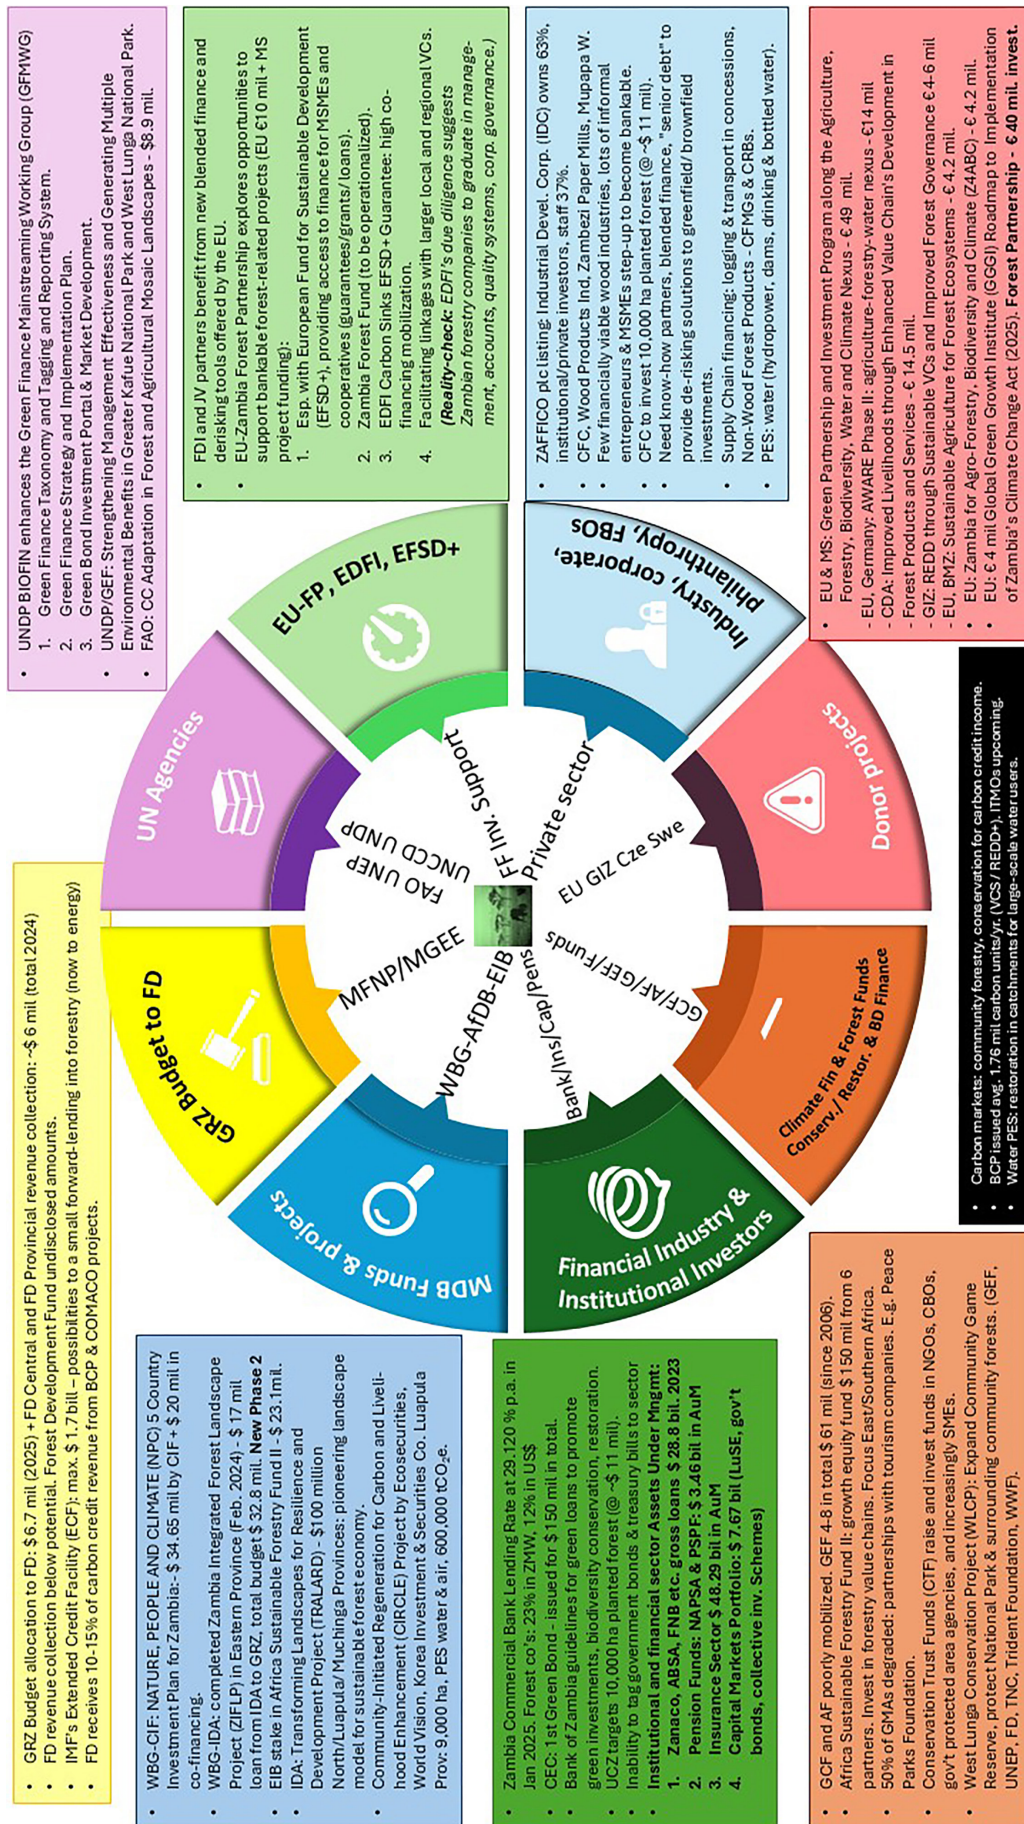 GRZ Budget allocation to FD: $ 6.7 mil (2025) + FD Central and FD Provincial revenue collection: ~$ 6 mil (total 2024)
FD revenue collection below potential. Forest Development Fund undisclosed amounts.
IMF's Extended Credit Facility (ECF): max. $ 1.7 bill – possibilities to a small forward-lending into forestry (now to energy)
FD receives 10-15% of carbon credit revenue from BCP & COMACO projects.
UNDP BIOFIN enhances the Green Finance Mainstreaming Working Group (GFMWG)
1. Green Finance Taxonomy and Tagging and Reporting System.
2. Green Finance Strategy and Implementation Plan.
3. Green Bond Investment Portal & Market Development.
UNDP/GEF: Strengthening Management Effectiveness and Generating Multiple
Environmental Benefits in Greater Kafue National Park and West Lunga National Park.
FAO: CC Adaptation in Forest and Agricultural Mosaic Landscapes - $8.9 mil.
WBG-CIF: NATURE, PEOPLE AND CLIMATE (NPC) 5 Country
Investment Plan for Zambia:- $ 34.65 mil by CIF + $ 20 mil in
co-financing.
WBG-IDA: completed Zambia Integrated Forest Landscape
Project (ZIFLP) in Eastern Province (Feb. 2024) - $ 17 mil
loan from IDA to GRZ, total budget $ 32.8 mil. New Phase 2
EIB stake in Africa Sustainable Forestry Fund II - $ 23.1mil.
IDA: Transforming Landscapes for Resilience and
Development Project (TRALARD) - $100 million
North/Luapula/ Muchinga Provinces: pioneering landscape
model for sustainable forest economy.
Community-Initiated Regeneration for Carbon and Liveli-
hood Enhancement (CIRCLE) Project by Ecosecurities,
World Vision, Korea Investment & Securities Co. Luapula
Prov: 9,000 ha, PES water & air, 600,000 tCO2e.
FDI and JV partners benefit from new blended finance and
derisking tools offered by the EU.
EU-Zambia Forest Partnership explores opportunities to
support bankable forest-related projects (EU €10 mil + MS
project funding):
1. Esp. with European Fund for Sustainable Development
(EFSD+), providing access to finance for MSMEs and
cooperatives (guarantees/grants/ loans).
2. Zambia Forest Fund (to be operationalized).
3. EDFI Carbon Sinks EFSD+ Guarantee: high co-
financing mobilization.
4. Facilitating linkages with larger local and regional VCs.
(Reality-check: EDFI's due diligence suggests
Zambian forestry companies to graduate in manage-
ment, accounts, quality systems, corp. governance.)
GRZ Budget to FD
UN Agencies
MDB Funds & projects
EU-FP, EDFI, EFSD+
MFNP/MGEE
FAO UNEP
UNCCD UNDP
WBG-AfDB-EIB
FF Inv. Support
Bank/Ins/Cap/Pens
Private sector
GCF/AF/GEF/Funds
EU GIZ Cze Swe
Financial Industry &
Institutional Investors
Industry, corporate,
philanthropy, FBOs
Climate Fin & Forest Funds
Conserv./ Restor. & BD Finance
Donor projects
Zambia Commercial Bank Lending Rate at 29.120 % p.a. in
Jan 2025. Forest co's: 23% in ZMW, 12% in US$
CEC: 1st Green Bond - issued for $ 150 mil in total.
Bank of Zambia guidelines for green loans to promote
green investments, biodiversity conservation, restoration.
UCZ targets 10,000 ha planted forest (@ ~$ 11 mil).
Inability to tag government bonds & treasury bills to sector
Institutional and financial sector Assets Under Mngmt:
1. Zanaco, ABSA, FNB etc. gross loans $ 28.8 bil. 2023
2. Pension Funds: NAPSA & PSPF: $ 3.46 bil in AuM
3. Insurance Sector $ 48.29 bil in AuM
4. Capital Markets Portfolio: $ 7.67 bil (LuSE, gov't
bonds, collective inv. Schemes)
ZAFFICO plc listing: Industrial Devel. Corp. (IDC) owns 63%,
institutional/private investors, staff 37%.
CFC, Wood Products Ind, Zambezi Paper Mills, Muapa W.
Few financially viable wood industries, lots of informal
entrepreneurs & MSMEs step-up to become bankable.
CFC to invest 10,000 ha planted forest (@ ~$ 11 mil).
Need know-how partners, blended finance, "senior debt" to
provide de-risking solutions to greenfield/ brownfield
investments.
Supply Chain financing: logging & transport in concessions,
Non-Wood Forest Products - CFMGs & CRBs.
PES: water (hydropower, dams, drinking & bottled water).
GCF and AF poorly mobilized. GEF 4-8 in total $ 61 mil (since 2006).
Africa Sustainable Forestry Fund II: growth equity fund $ 150 mil from 6
partners. Invest in forestry value chains. Focus East/Southern Africa.
50% of GMAs degraded: partnerships with tourism companies. E.g. Peace
Parks Foundation.
Conservation Trust Funds (CTF) raise and invest funds in NGOs, CBOs,
gov't protected area agencies, and increasingly SMEs.
West Lunga Conservation Project (WLCP): Expand Community Game
Reserve, protect National Park & surrounding community forests. (GEF,
UNEP, FD, TNC, Trident Foundation, WWF).
Carbon markets: community forestry, conservation for carbon credit income.
BCP issued avg. 1.76 mil carbon units/yr. (VCS / REDD+). ITMOs upcoming.
Water PES: restoration in catchments for large-scale water users.
EU & MS: Green Partnership and Investment Program along the Agriculture,
Forestry, Biodiversity, Water and Climate Nexus - € 49 mil.
- EU, Germany: AWARE Phase II: agriculture-forestry-water nexus - €14 mil
- CDA: Improved Livelihoods through Enhanced Value Chain's Development in
Forest Products and Services - € 14.5 mil.
- GIZ: REDD through Sustainable VCs and Improved Forest Governance € 4-6 mil
- EU, BMZ: Sustainable Agriculture for Forest Ecosystems - € 4.2 mil.
EU: Zambia for Agro-Forestry, Biodiversity and Climate (Z4ABC) - € 4.2 mil.
EU: € 4 mil Global Green Growth Institute (GGGI) Roadmap to Implementation
of Zambia's Climate Change Act (2025). Forest Partnership - € 40 mil. invest.